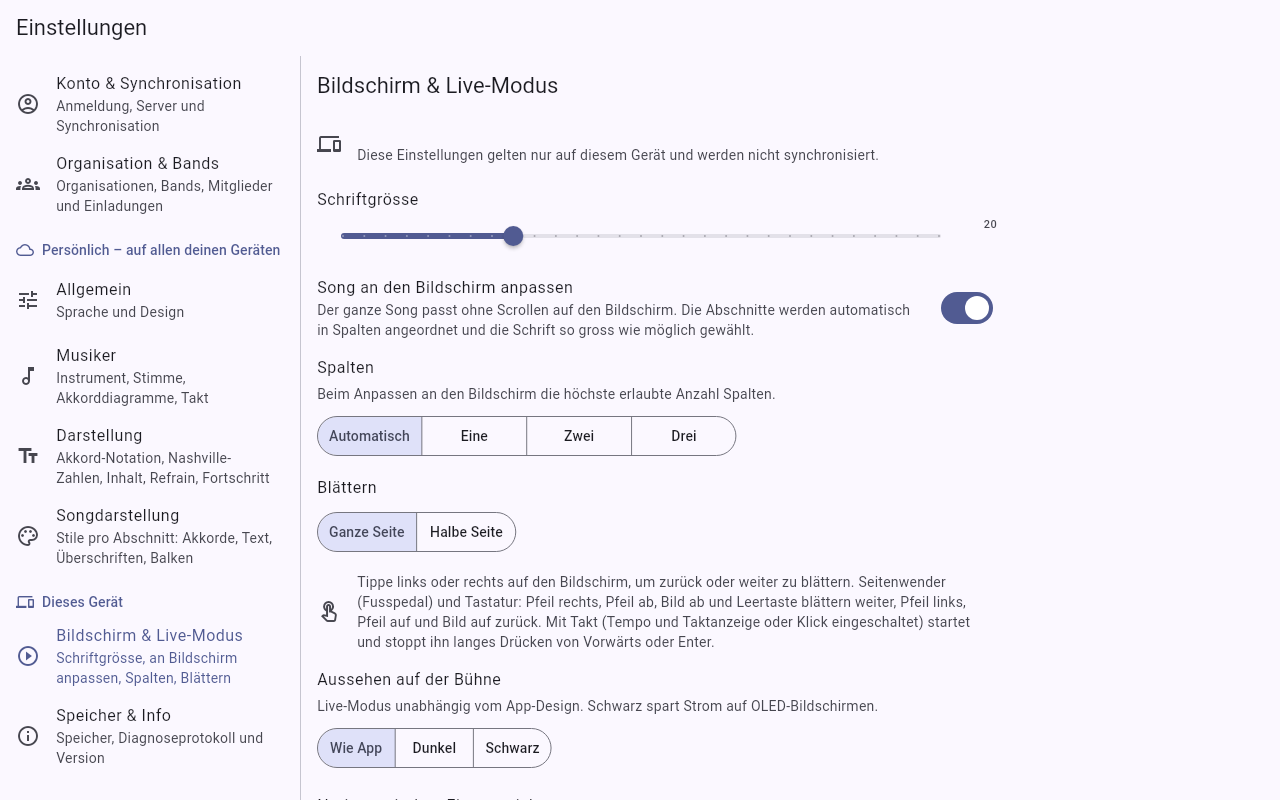 Einstellungen
Konto & Synchronisation
Anmeldung, Server und
Synchronisation
Organisation & Bands
Organisationen, Bands, Mitglieder
und Einladungen
Persönlich – auf allen deinen Geräten
Allgemein
Sprache und Design
Musiker
Instrument, Stimme,
Akkorddiagramme, Takt
Darstellung
Akkord-Notation, Nashville-
Zahlen, Inhalt, Refrain, Fortschritt
Songdarstellung
Stile pro Abschnitt: Akkorde, Text,
Überschriften, Balken
Dieses Gerät
Bildschirm & Live-Modus
Schriftgrösse, an Bildschirm
anpassen, Spalten, Blättern
Speicher & Info
Speicher, Diagnoseprotokoll und
Version
Bildschirm & Live-Modus
Diese Einstellungen gelten nur auf diesem Gerät und werden nicht synchronisiert.
Schriftgrösse
20
Song an den Bildschirm anpassen
Der ganze Song passt ohne Scrollen auf den Bildschirm. Die Abschnitte werden automatisch
in Spalten angeordnet und die Schrift so gross wie möglich gewählt.
Spalten
Beim Anpassen an den Bildschirm die höchste erlaubte Anzahl Spalten.
Automatisch Eine Zwei Drei
Blättern
Ganze Seite Halbe Seite
Tippe links oder rechts auf den Bildschirm, um zurück oder weiter zu blättern. Seitenwender
(Fusspedal) und Tastatur: Pfeil rechts, Pfeil ab, Bild ab und Leertaste blättern weiter, Pfeil links,
Pfeil auf und Bild auf zurück. Mit Takt (Tempo und Taktanzeige oder Klick eingeschaltet) startet
und stoppt ihn langes Drücken von Vorwärts oder Enter.
Aussehen auf der Bühne
Live-Modus unabhängig vom App-Design. Schwarz spart Strom auf OLED-Bildschirmen.
Wie App Dunkel Schwarz